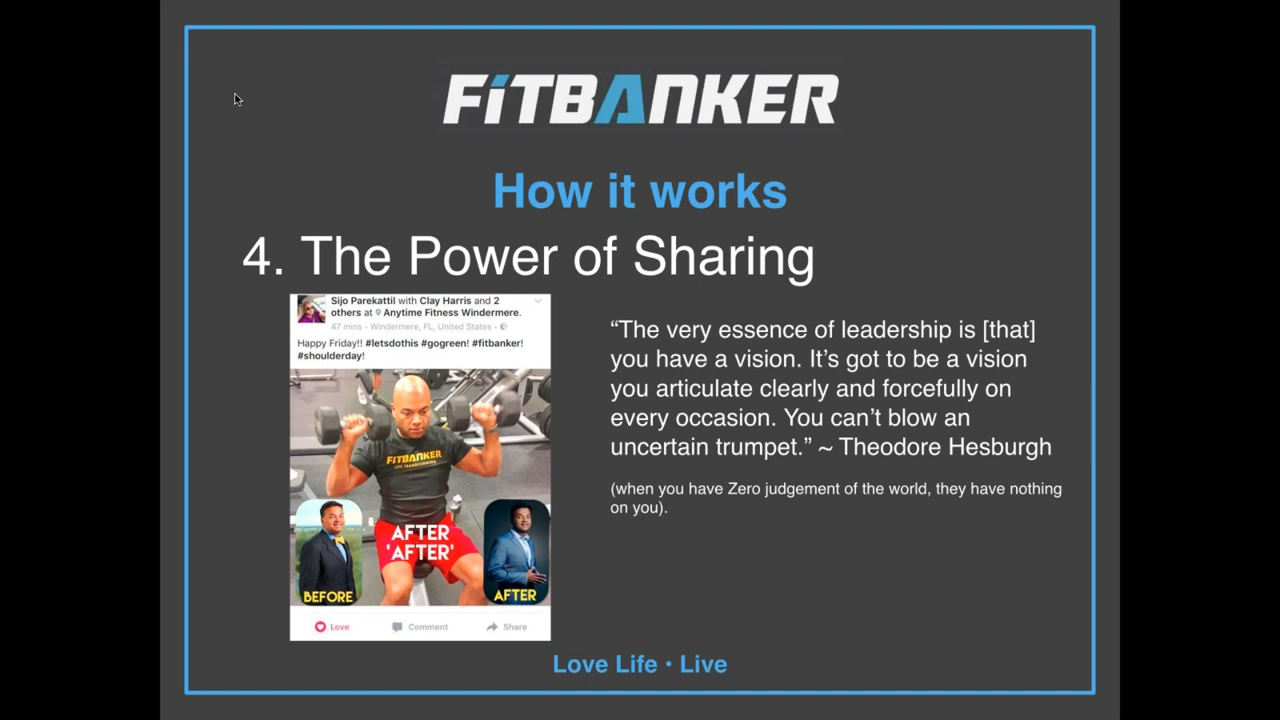 FiTBANKER
How it works
4. The Power of Sharing
Sijo Parekattil with Clay Harris and 2
others at Anytime Fitness Windermere.
47 mins • Windermere, FL, United States •
Happy Friday!! #letsdothis #gogreen! #fitbanker!
#shoulderday!
FITBANKER
LIFE TRANSFORMING
AFTER
'AFTER'
BEFORE
AFTER
Love Comment Share
“The very essence of leadership is [that]
you have a vision. It’s got to be a vision
you articulate clearly and forcefully on
every occasion. You can’t blow an
uncertain trumpet.” ~ Theodore Hesburgh
(when you have Zero judgement of the world, they have nothing
on you).
Love Life • Live